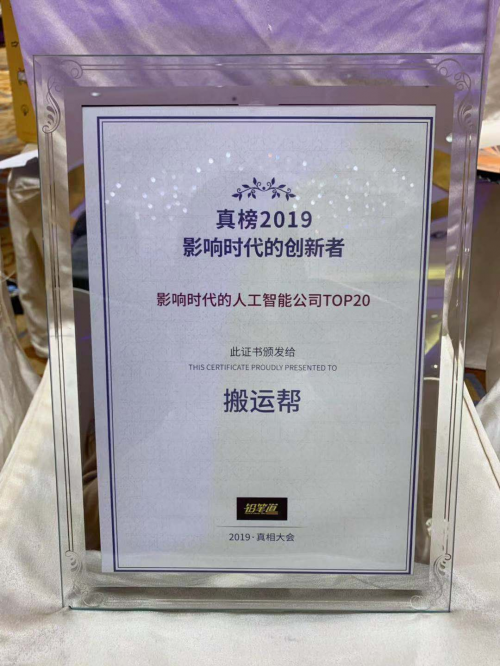 真榜2019
影响时代的创新者
影响时代的人工智能公司TOP20
此证书颁发给
THIS CERTIFICATE PROUDLY PRESENTED TO
搬运帮
铅笔道
2019·真相大会